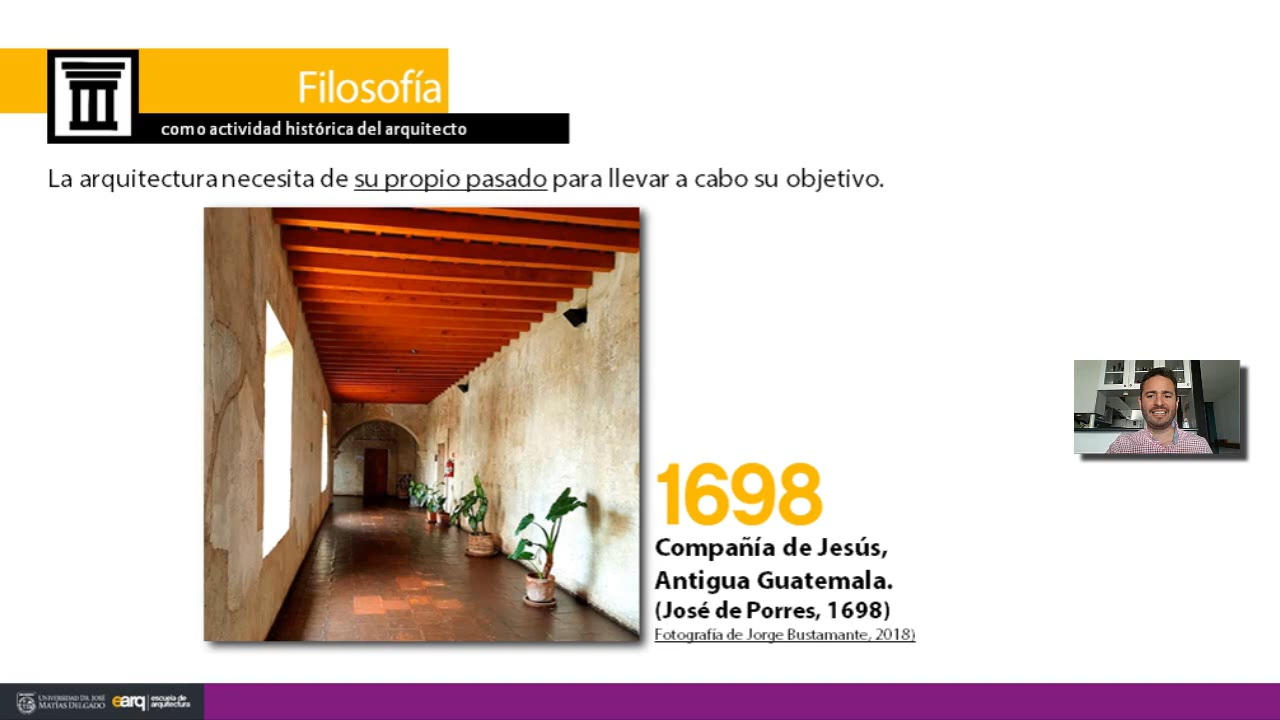 Filosofía
como actividad histórica del arquitecto
La arquitectura necesita de su propio pasado para llevar a cabo su objetivo.
1698
Compañía de Jesús,
Antigua Guatemala.
(José de Porres, 1698)
Fotografía de Jorge Bustamante, 2018)
UNIVERSIDAD DR. JOSÉ
MATÍAS DELGADO
earq
escuela de
arquitectura